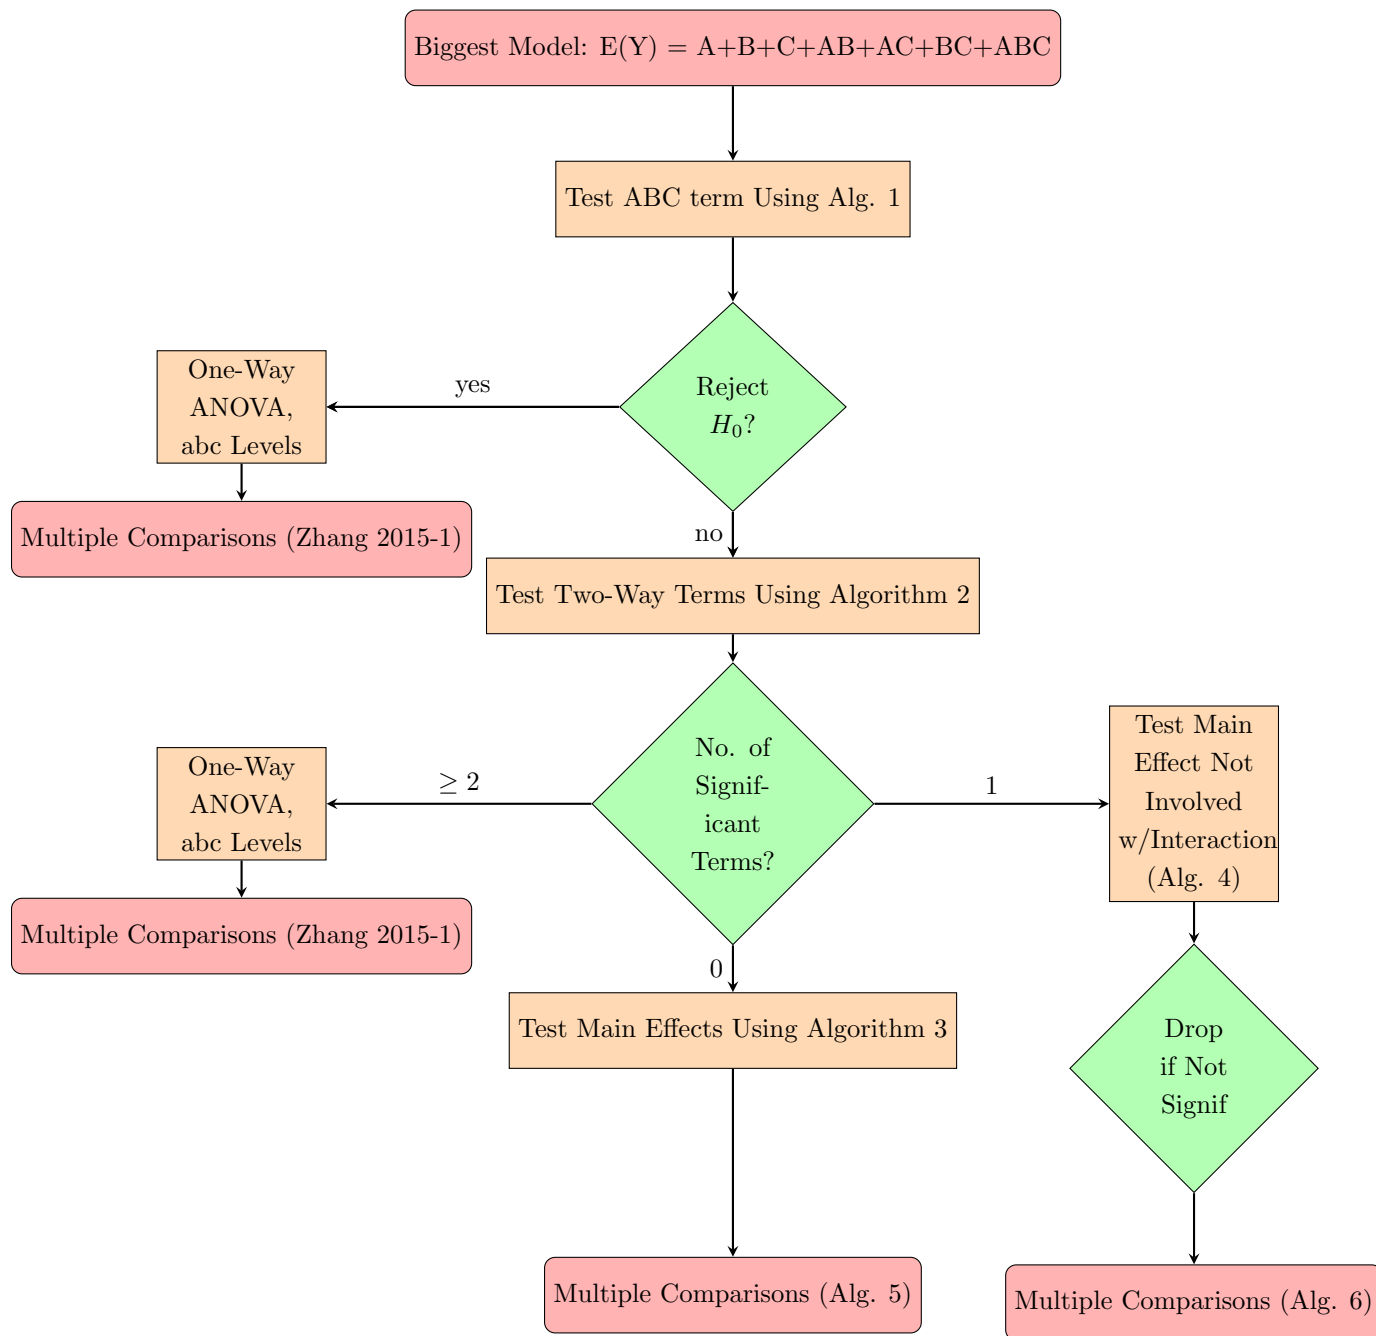 Biggest Model: E(Y) = A+B+C+AB+AC+BC+ABC
Test ABC term Using Alg. 1
Reject
H₀?
yes
One-Way
ANOVA,
abc Levels
Multiple Comparisons (Zhang 2015-1)
no
Test Two-Way Terms Using Algorithm 2
No. of
Signif-
icant
Terms?
≥ 2
One-Way
ANOVA,
abc Levels
Multiple Comparisons (Zhang 2015-1)
1
Test Main
Effect Not
Involved
w/Interaction
(Alg. 4)
Drop
if Not
Signif
Multiple Comparisons (Alg. 6)
0
Test Main Effects Using Algorithm 3
Multiple Comparisons (Alg. 5)